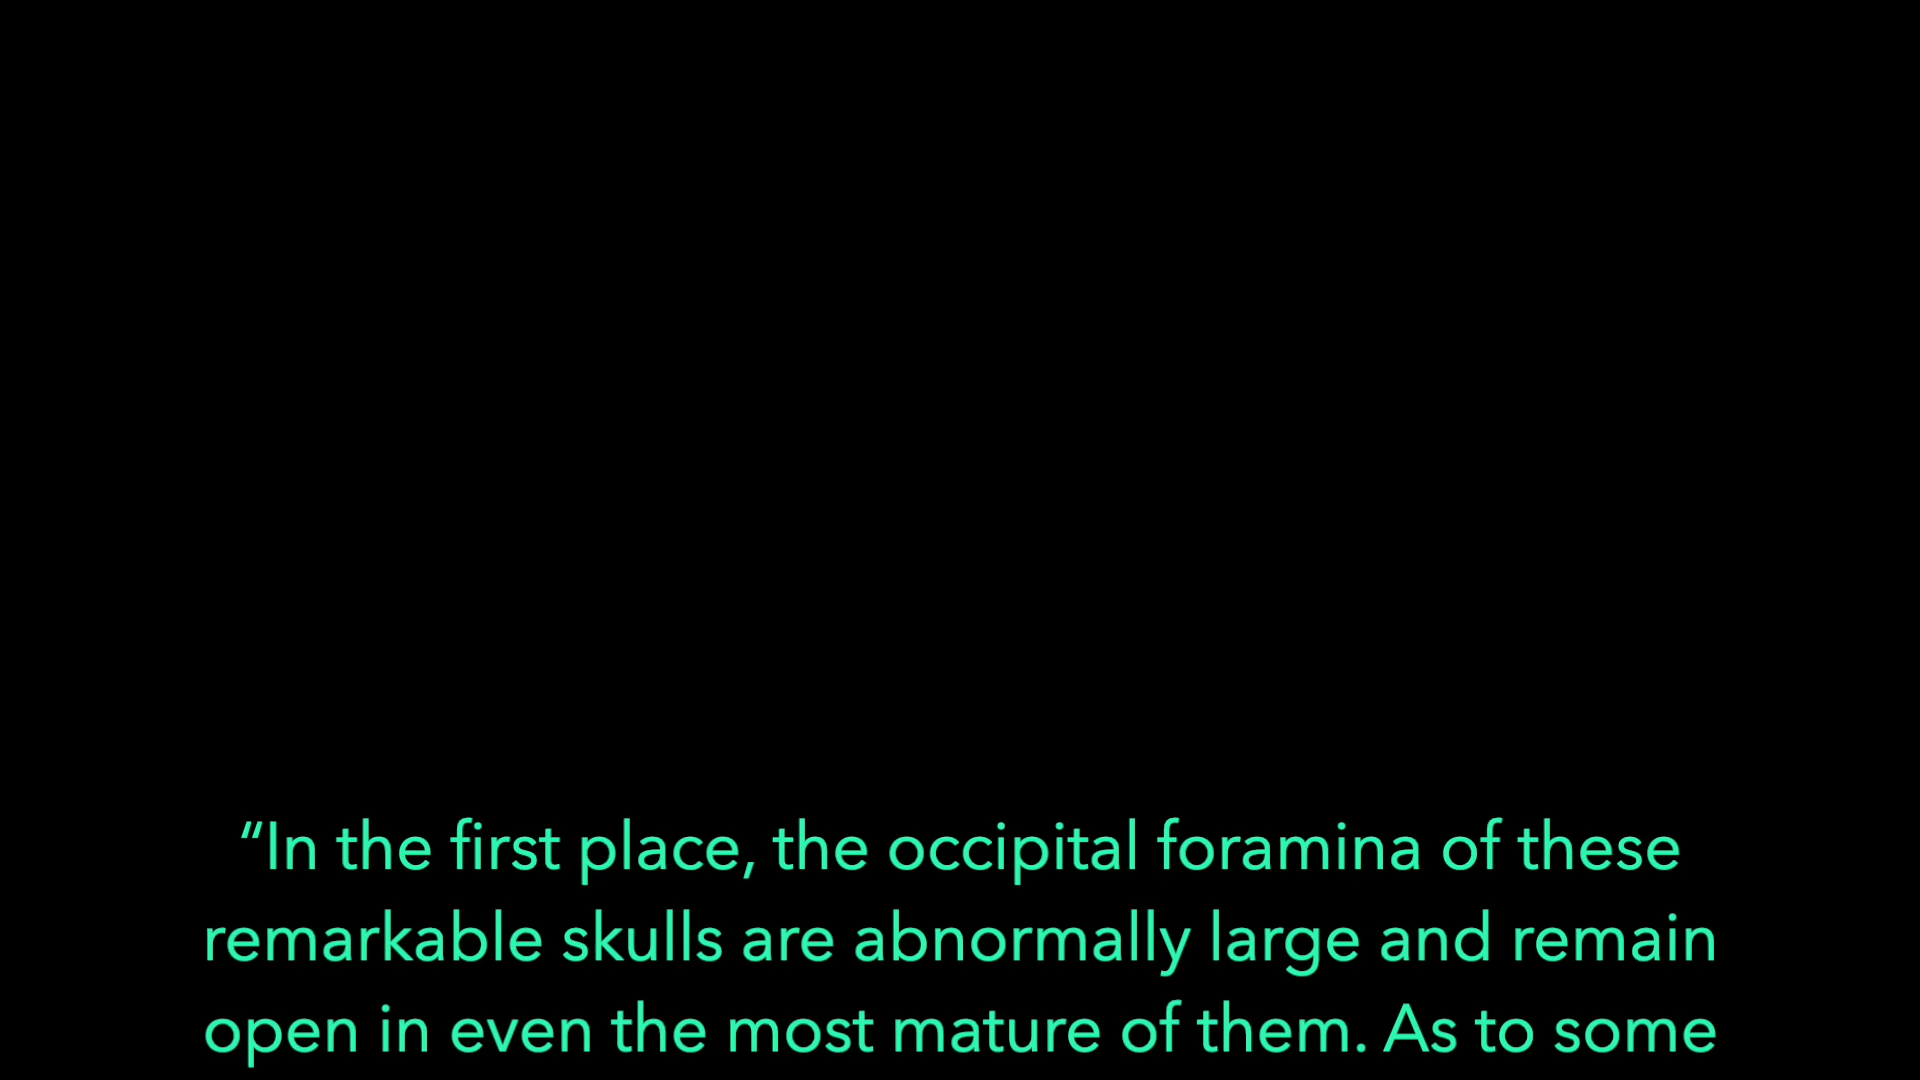 “In the first place, the occipital foramina of these
remarkable skulls are abnormally large and remain
open in even the most mature of them. As to some